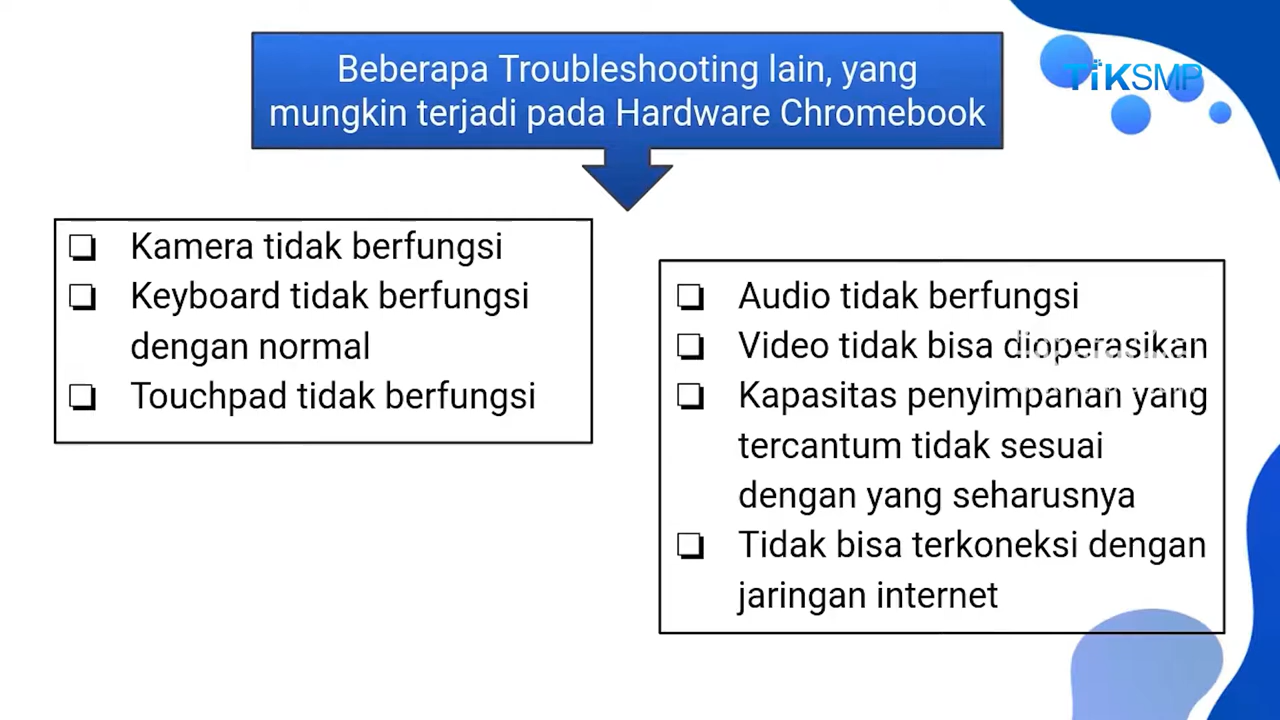 Beberapa Troubleshooting lain, yang
mungkin terjadi pada Hardware Chromebook
TiKSMP
Kamera tidak berfungsi
Keyboard tidak berfungsi
dengan normal
Touchpad tidak berfungsi
Audio tidak berfungsi
Video tidak bisa dioperasikan
Kapasitas penyimpanan yang
tercantum tidak sesuai
dengan yang seharusnya
Tidak bisa terkoneksi dengan
jaringan internet